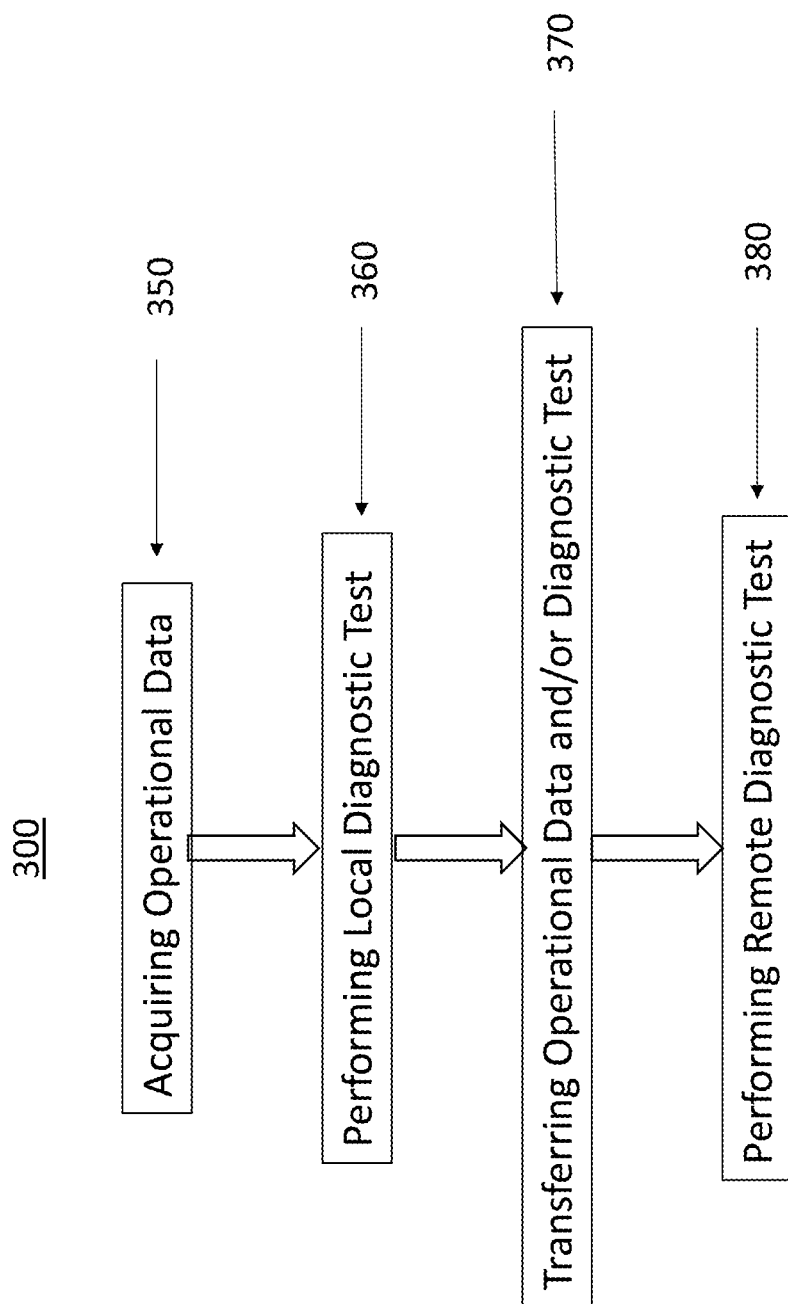 300
Acquiring Operational Data
350
Performing Local Diagnostic Test
360
Transferring Operational Data and/or Diagnostic Test
370
Performing Remote Diagnostic Test
380